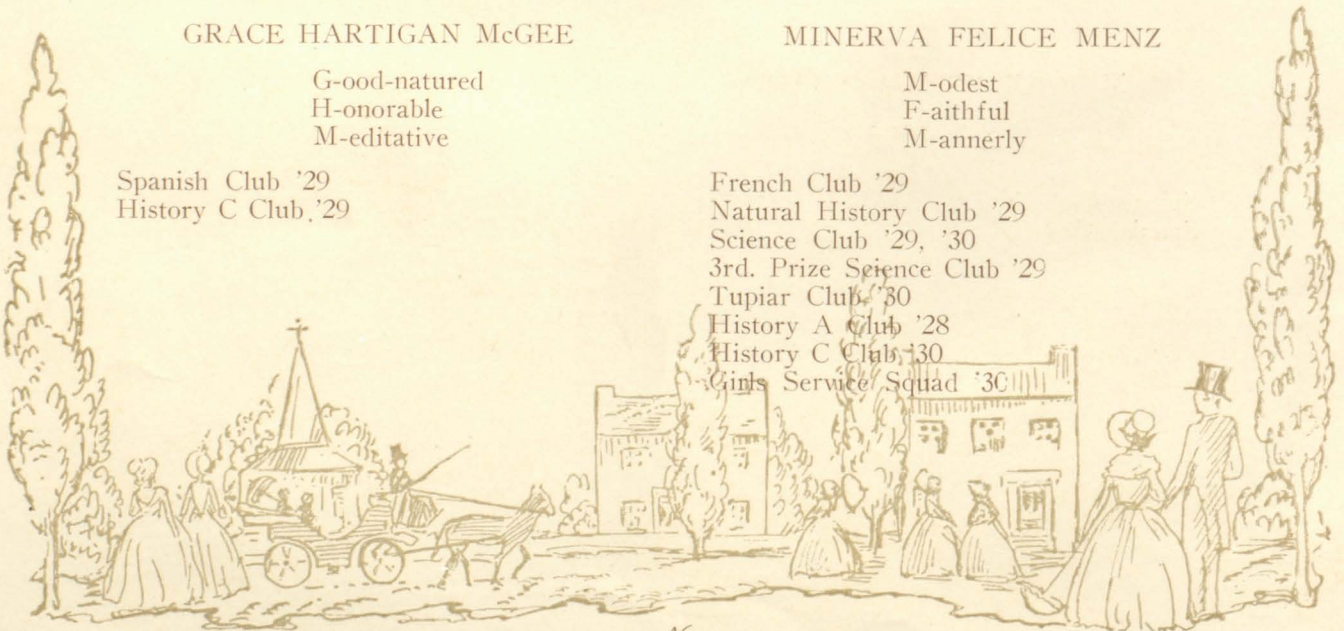 GRACE HARTIGAN McGEE
G-ood-natured
H-onorable
M-editative
Spanish Club '29
History C Club '29
MINERVA FELICE MENZ
M-odest
F-aithful
M-annerly
French Club '29
Natural History Club '29
Science Club '29, '30
3rd. Prize Science Club '29
Tupiar Club '30
History A Club '28
History C Club '30
Girls Service Squad '30